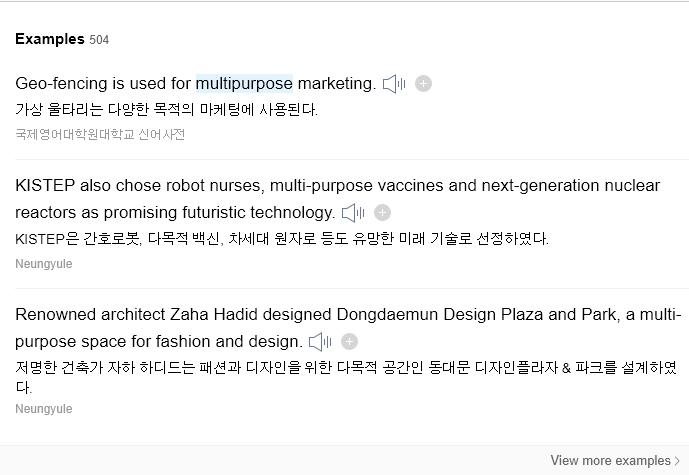 Examples 504
Geo-fencing is used for multipurpose marketing.
가상 울타리는 다양한 목적의 마케팅에 사용된다.
국제영어대학원대학교 신어사전
KISTEP also chose robot nurses, multi-purpose vaccines and next-generation nuclear
reactors as promising futuristic technology.
KISTEP은 간호로봇, 다목적 백신, 차세대 원자로 등도 유망한 미래 기술로 선정하였다.
Neungyule
Renowned architect Zaha Hadid designed Dongdaemun Design Plaza and Park, a multi-
purpose space for fashion and design.
저명한 건축가 자하 하디드는 패션과 디자인을 위한 다목적 공간인 동대문 디자인플라자 & 파크를 설계하였
다.
Neungyule
View more examples